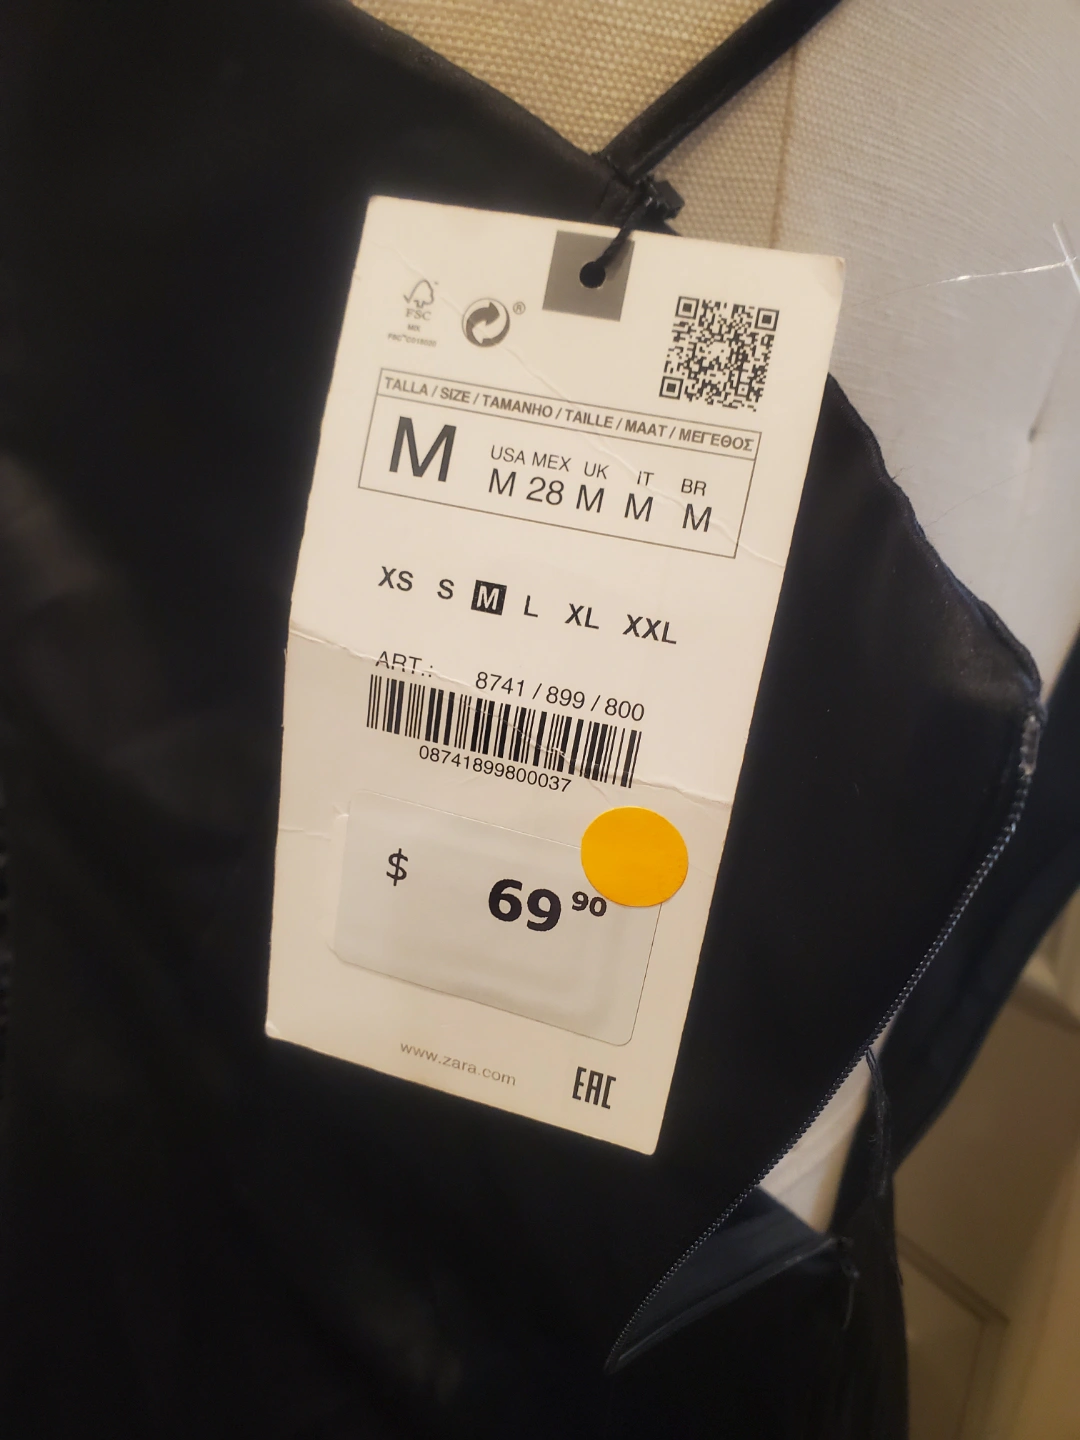 FSC
MIX
®
TALLA / SIZE / TAMANHO / TAILLE / MAAT / ΜΕΓΕΘΟΣ
M
USA MEX UK IT BR
M 28 M M M
XS S M L XL XXL
ART.: 8741 / 899 / 800
08741899800037
$ 69 90
www.zara.com
EAC